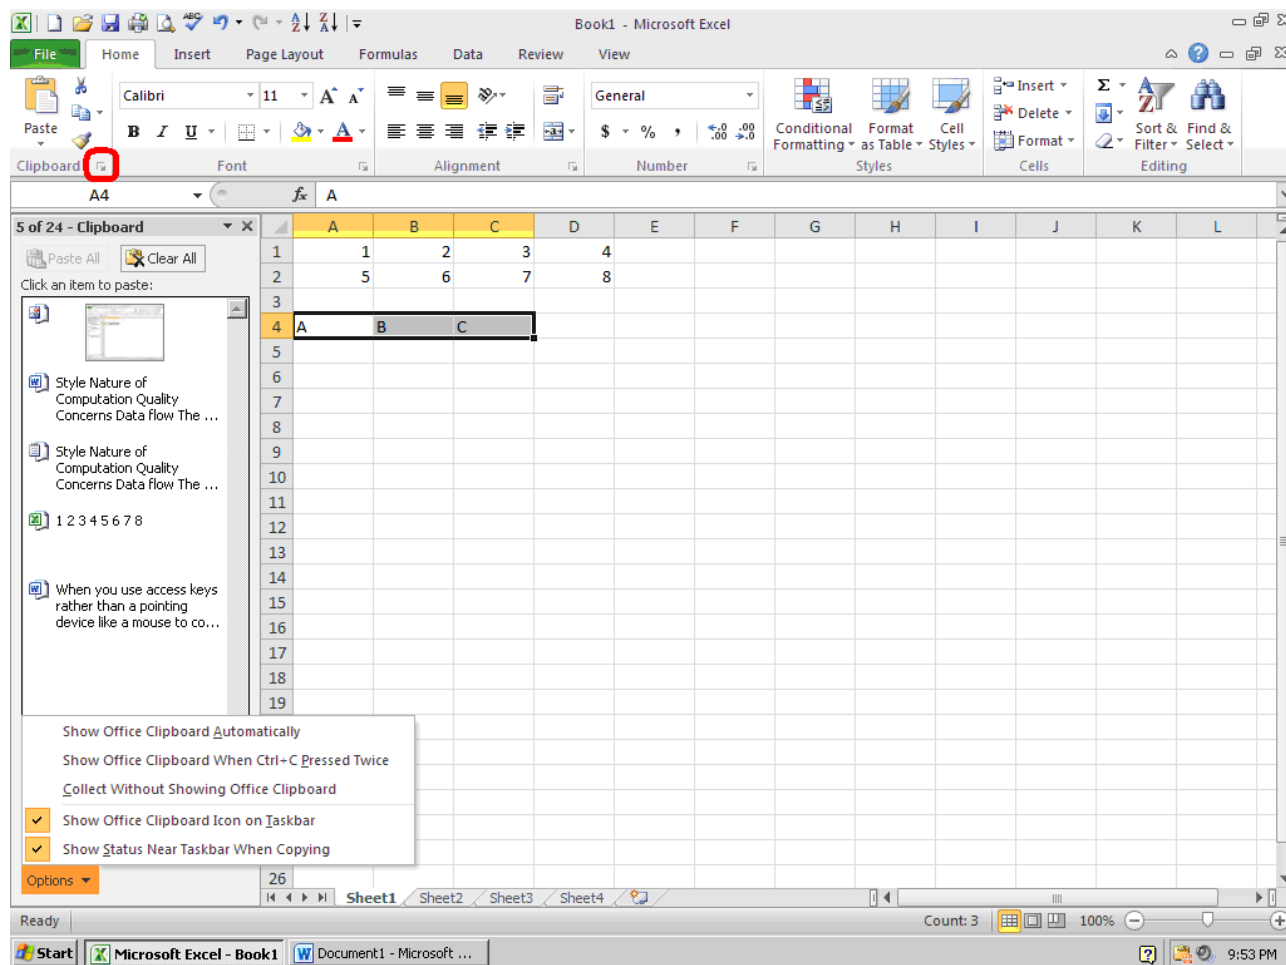 Book1 - Microsoft Excel
File Home Insert Page Layout Formulas Data Review View
Calibri 11 General
Insert
Delete
Format
Paste
B I U $ % , .00 .0
Conditional Formatting
Format as Table
Cell Styles
Sort & Filter
Find & Select
Clipboard Font Alignment Number Styles Cells Editing
A4 fx A
5 of 24 - Clipboard
Paste All Clear All
Click an item to paste:
Style Nature of
Computation Quality
Concerns Data flow The ...
Style Nature of
Computation Quality
Concerns Data flow The ...
1 2 3 4 5 6 7 8
When you use access keys
rather than a pointing
device like a mouse to co...
A B C D E F G H I J K L
1 1 2 3 4
2 5 6 7 8
3
4 A B C
5
6
7
8
9
10
11
12
13
14
15
16
17
18
19
26
Show Office Clipboard Automatically
Show Office Clipboard When Ctrl+C Pressed Twice
Collect Without Showing Office Clipboard
Show Office Clipboard Icon on Taskbar
Show Status Near Taskbar When Copying
Options
Sheet1 Sheet2 Sheet3 Sheet4
Ready Count: 3 100%
Start Microsoft Excel - Book1 Document1 - Microsoft ... 9:53 PM